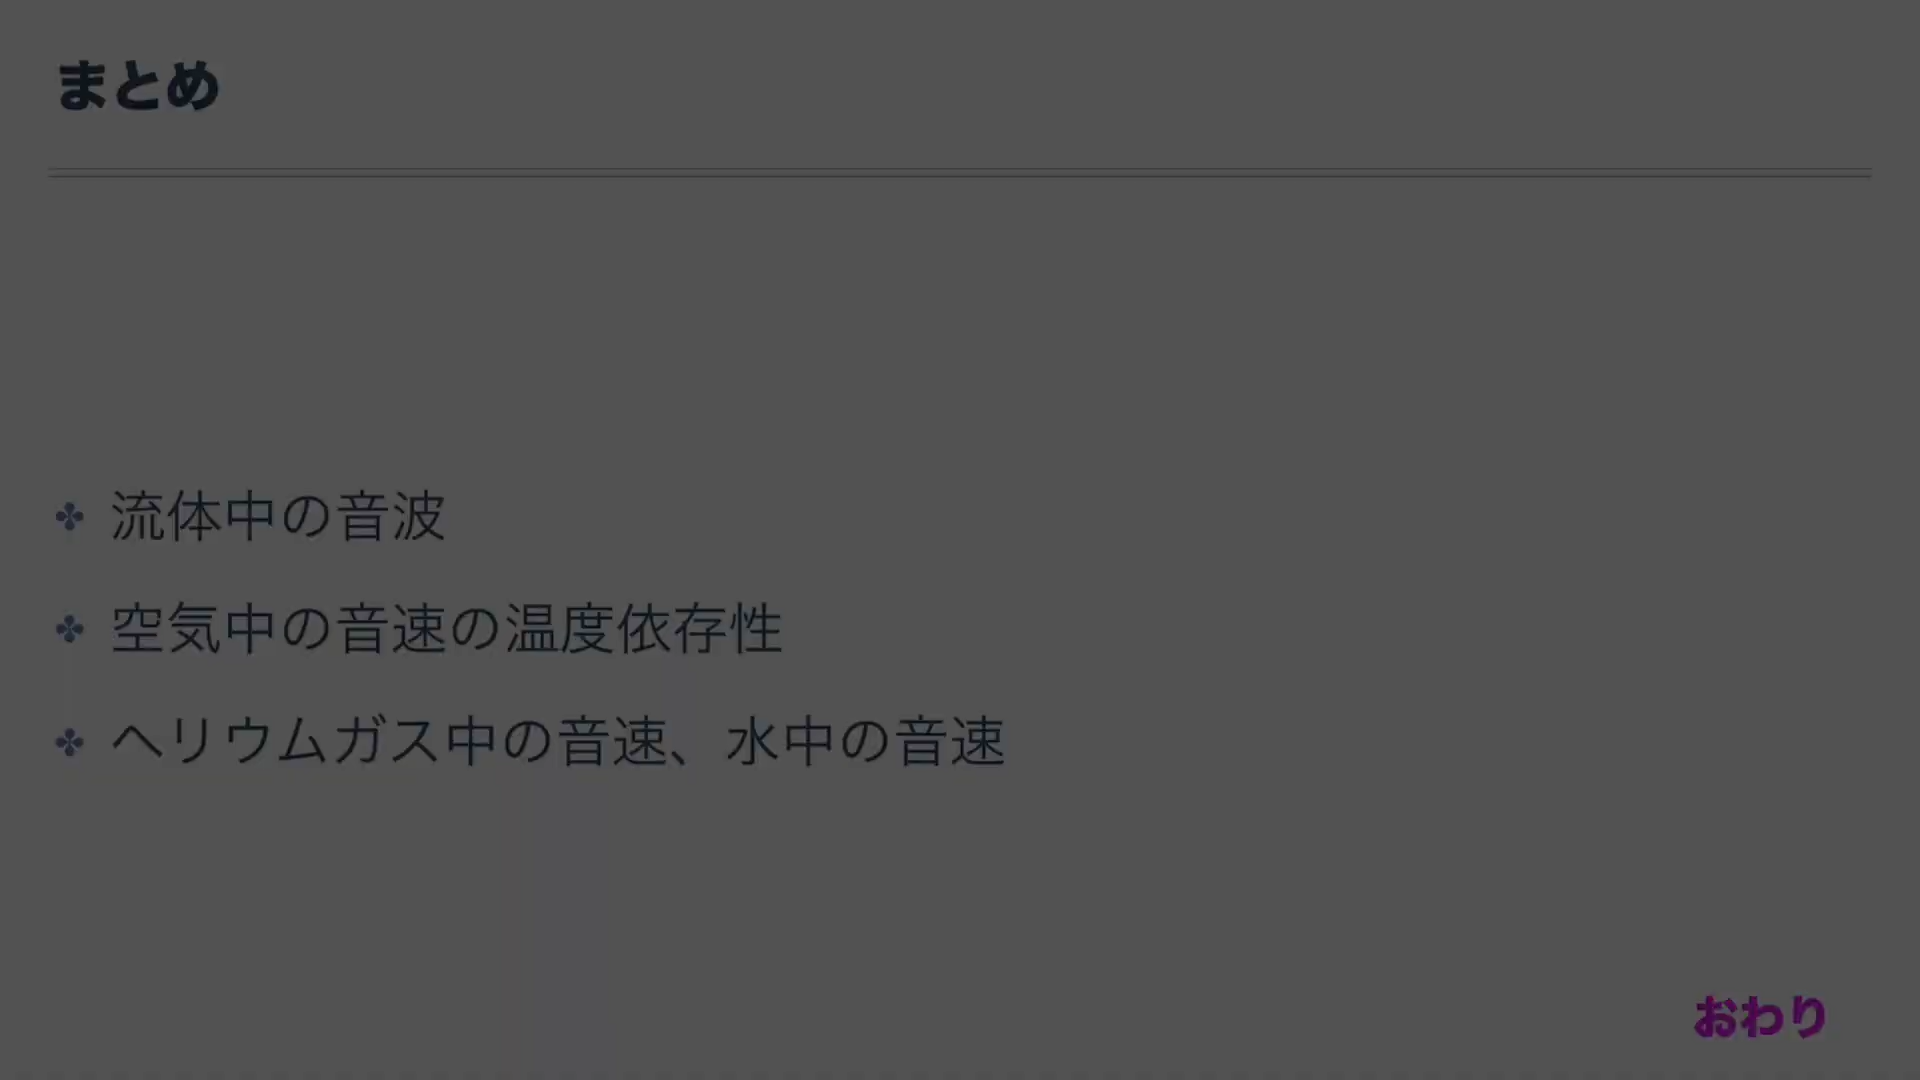 まとめ
流体中の音波
空気中の音速の温度依存性
ヘリウムガス中の音速、水中の音速
おわり